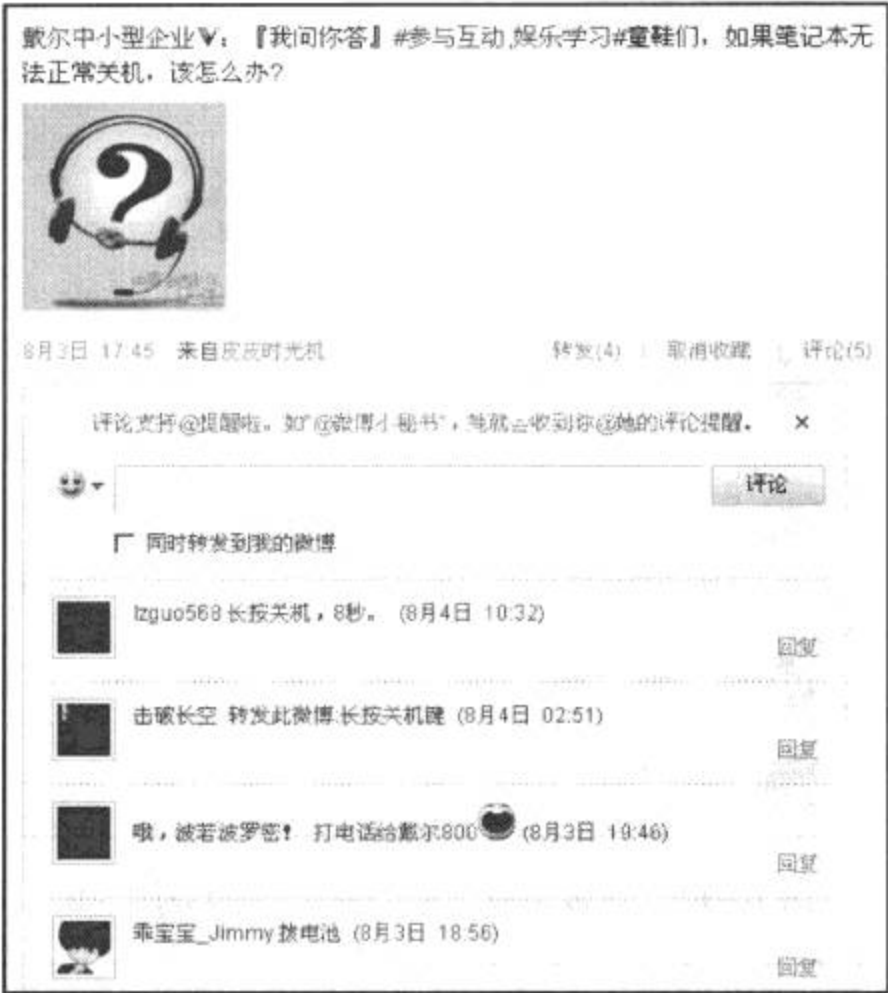 戴尔中小型企业V：『我问你答』#参与互动,娱乐学习#童鞋们，如果笔记本无
法正常关机，该怎么办？
?
8月3日 17:45 来自皮皮时光机 转发(4) | 取消收藏 | 评论(5)
评论支持@提醒啦。如"@微博小秘书"，她就会收到你@她的评论提醒。 ×
评论
同时转发到我的微博
lzguo568 长按关机，8秒。 (8月4日 10:32)
回复
击破长空 转发此微博:长按关机键 (8月4日 02:51)
回复
哦，波若波罗密！ 打电话给戴尔800 (8月3日 19:46)
回复
乖宝宝_Jimmy 拔电池 (8月3日 18:56)
回复